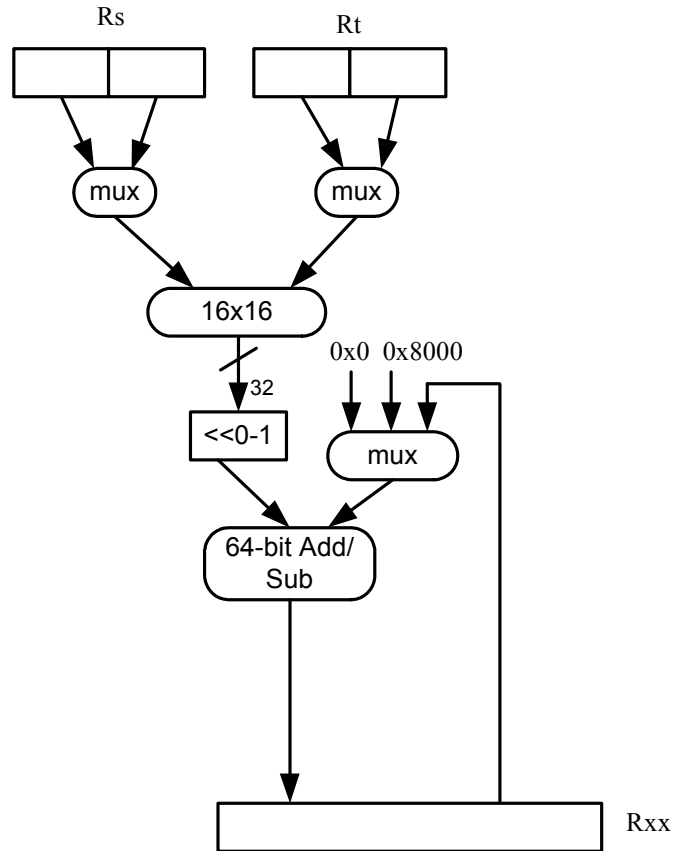 Rs
Rt
mux
mux
16x16
0x0 0x8000
32
<<0-1
mux
64-bit Add/
Sub
Rxx